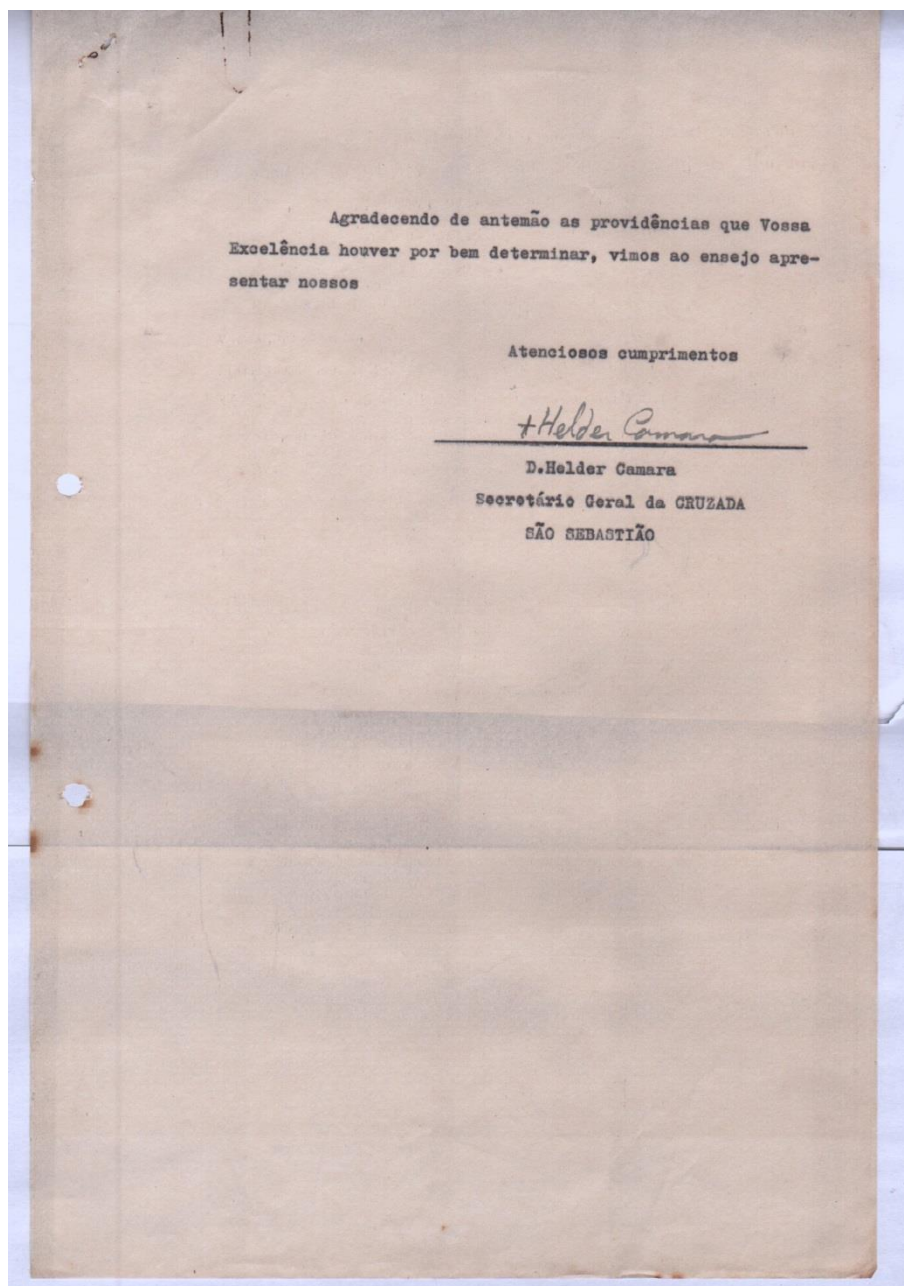 Agradecendo de antemão as providências que Vossa
Excelência houver por bem determinar, vimos ao ensejo apre-
sentar nossos
Atenciosos cumprimentos
+Helder Camara
D.Helder Camara
Secretário Geral da CRUZADA
SÃO SEBASTIÃO